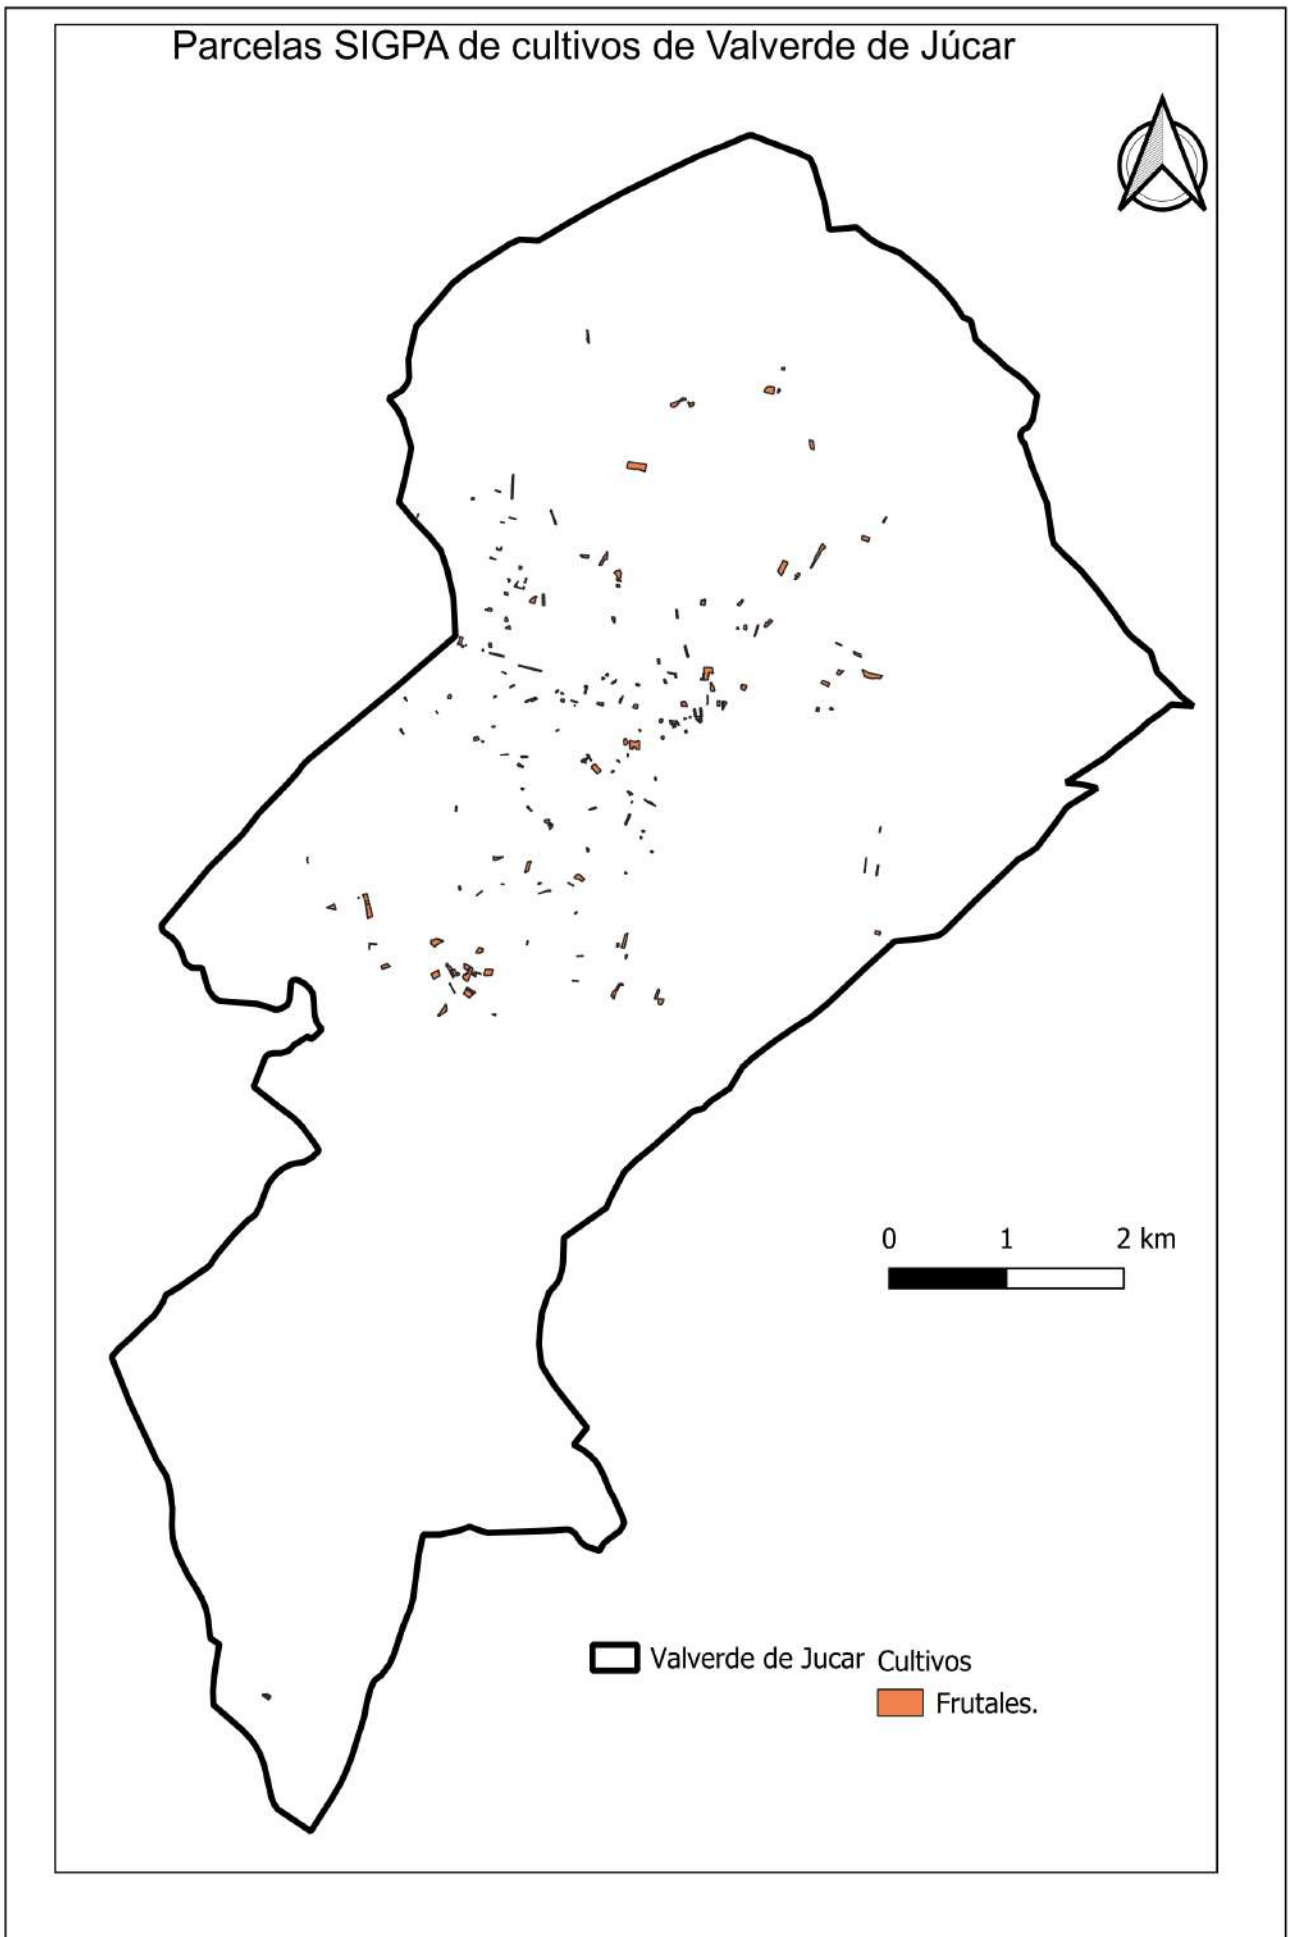 Parcelas SIGPA de cultivos de Valverde de Júcar
0 1 2 km
Valverde de Jucar Cultivos
Frutales.